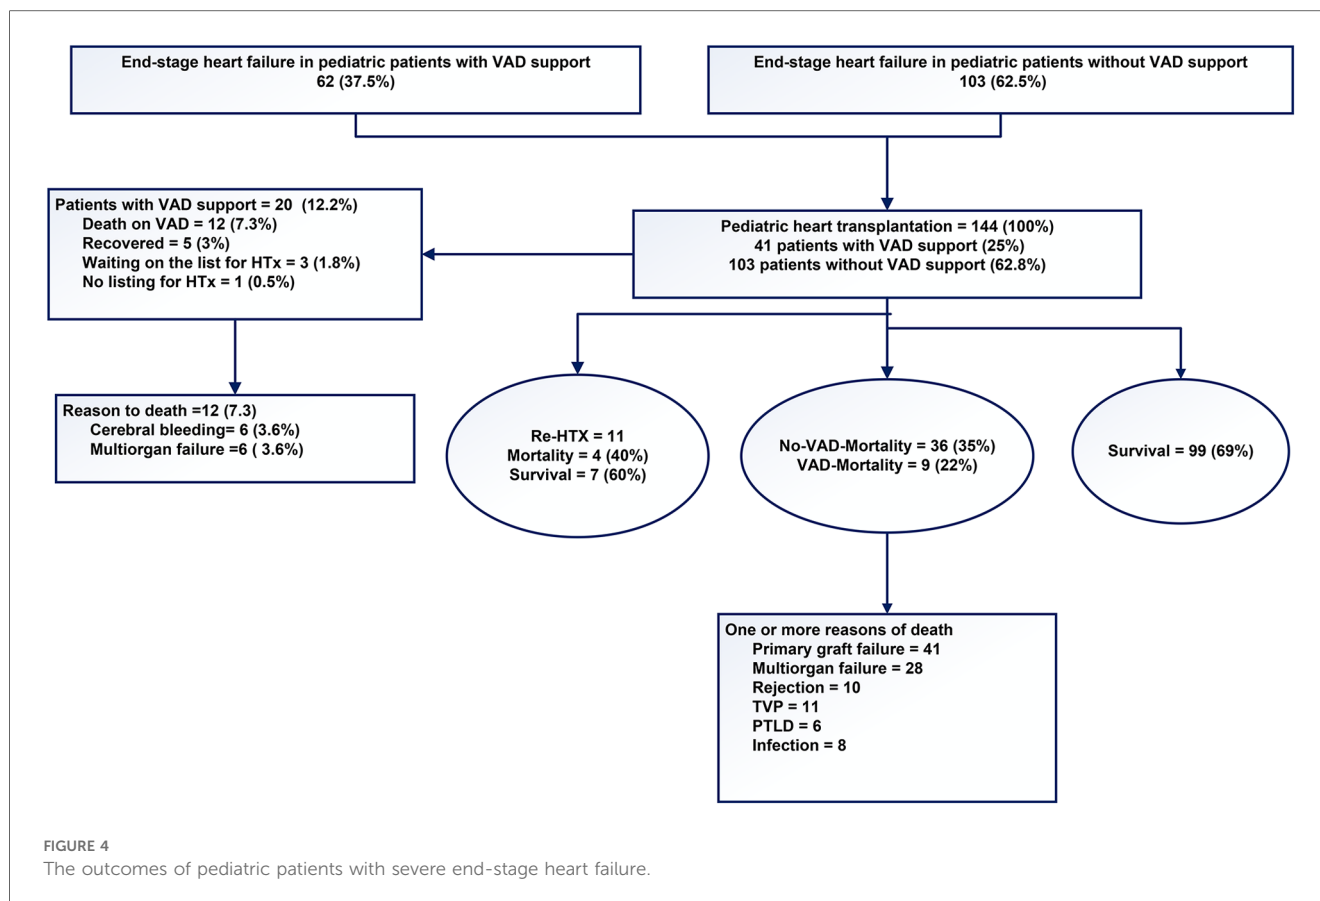 End-stage heart failure in pediatric patients with VAD support
62 (37.5%)
End-stage heart failure in pediatric patients without VAD support
103 (62.5%)
Patients with VAD support = 20 (12.2%)
Death on VAD = 12 (7.3%)
Recovered = 5 (3%)
Waiting on the list for HTx = 3 (1.8%)
No listing for HTx = 1 (0.5%)
Pediatric heart transplantation = 144 (100%)
41 patients with VAD support (25%)
103 patients without VAD support (62.8%)
Reason to death =12 (7.3)
Cerebral bleeding= 6 (3.6%)
Multiorgan failure =6 ( 3.6%)
Re-HTX = 11
Mortality = 4 (40%)
Survival = 7 (60%)
No-VAD-Mortality = 36 (35%)
VAD-Mortality = 9 (22%)
Survival = 99 (69%)
One or more reasons of death
Primary graft failure = 41
Multiorgan failure = 28
Rejection = 10
TVP = 11
PTLD = 6
Infection = 8
FIGURE 4
The outcomes of pediatric patients with severe end-stage heart failure.